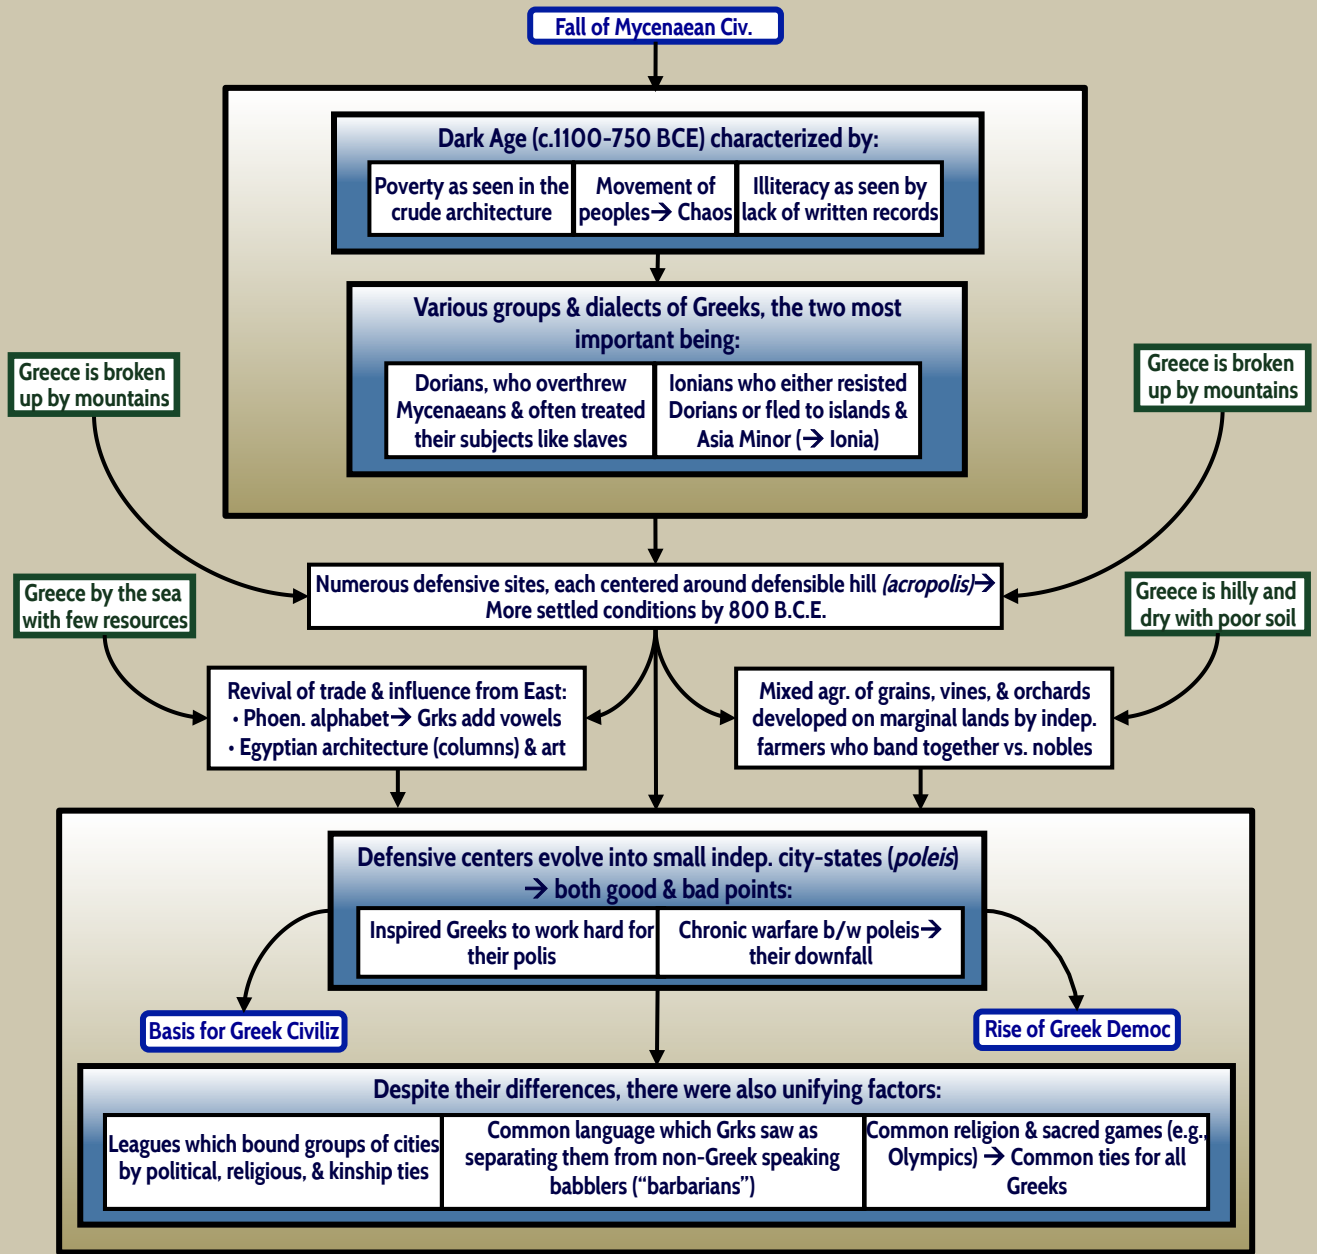 Fall of Mycenaean Civ.
Dark Age (c.1100-750 BCE) characterized by:
Poverty as seen in the
crude architecture
Movement of
peoples→ Chaos
Illiteracy as seen by
lack of written records
Various groups & dialects of Greeks, the two most
important being:
Dorians, who overthrew
Mycenaeans & often treated
their subjects like slaves
Ionians who either resisted
Dorians or fled to islands &
Asia Minor (→ Ionia)
Greece is broken
up by mountains
Greece is broken
up by mountains
Numerous defensive sites, each centered around defensible hill (acropolis)→
More settled conditions by 800 B.C.E.
Greece by the sea
with few resources
Greece is hilly and
dry with poor soil
Revival of trade & influence from East:
• Phoen. alphabet→ Grks add vowels
• Egyptian architecture (columns) & art
Mixed agr. of grains, vines, & orchards
developed on marginal lands by indep.
farmers who band together vs. nobles
Defensive centers evolve into small indep. city-states (poleis)
→ both good & bad points:
Inspired Greeks to work hard for
their polis
Chronic warfare b/w poleis→
their downfall
Basis for Greek Civiliz
Rise of Greek Democ
Despite their differences, there were also unifying factors:
Leagues which bound groups of cities
by political, religious, & kinship ties
Common language which Grks saw as
separating them from non-Greek speaking
babblers (“barbarians”)
Common religion & sacred games (e.g.,
Olympics) → Common ties for all
Greeks